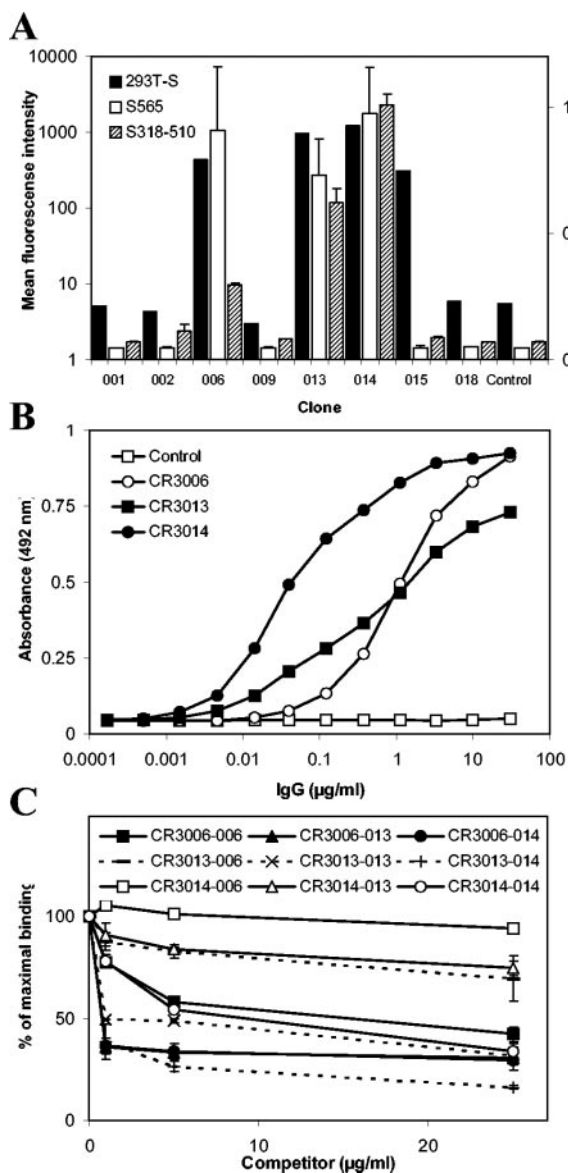 A
293T-S
S565
S318-510
10000
1000
100
10
1
Mean fluorescense intensity
1
0
0
001 002 006 009 013 014 015 018 Control
Clone
B
1
0.75
0.5
0.25
0
Absorbance (492 nm)
Control
CR3006
CR3013
CR3014
0.0001 0.001 0.01 0.1 1 10 100
IgG (µg/ml)
C
CR3006-006 CR3006-013 CR3006-014
CR3013-006 CR3013-013 CR3013-014
CR3014-006 CR3014-013 CR3014-014
100
50
0
% of maximal binding
0 10 20
Competitor (µg/ml)